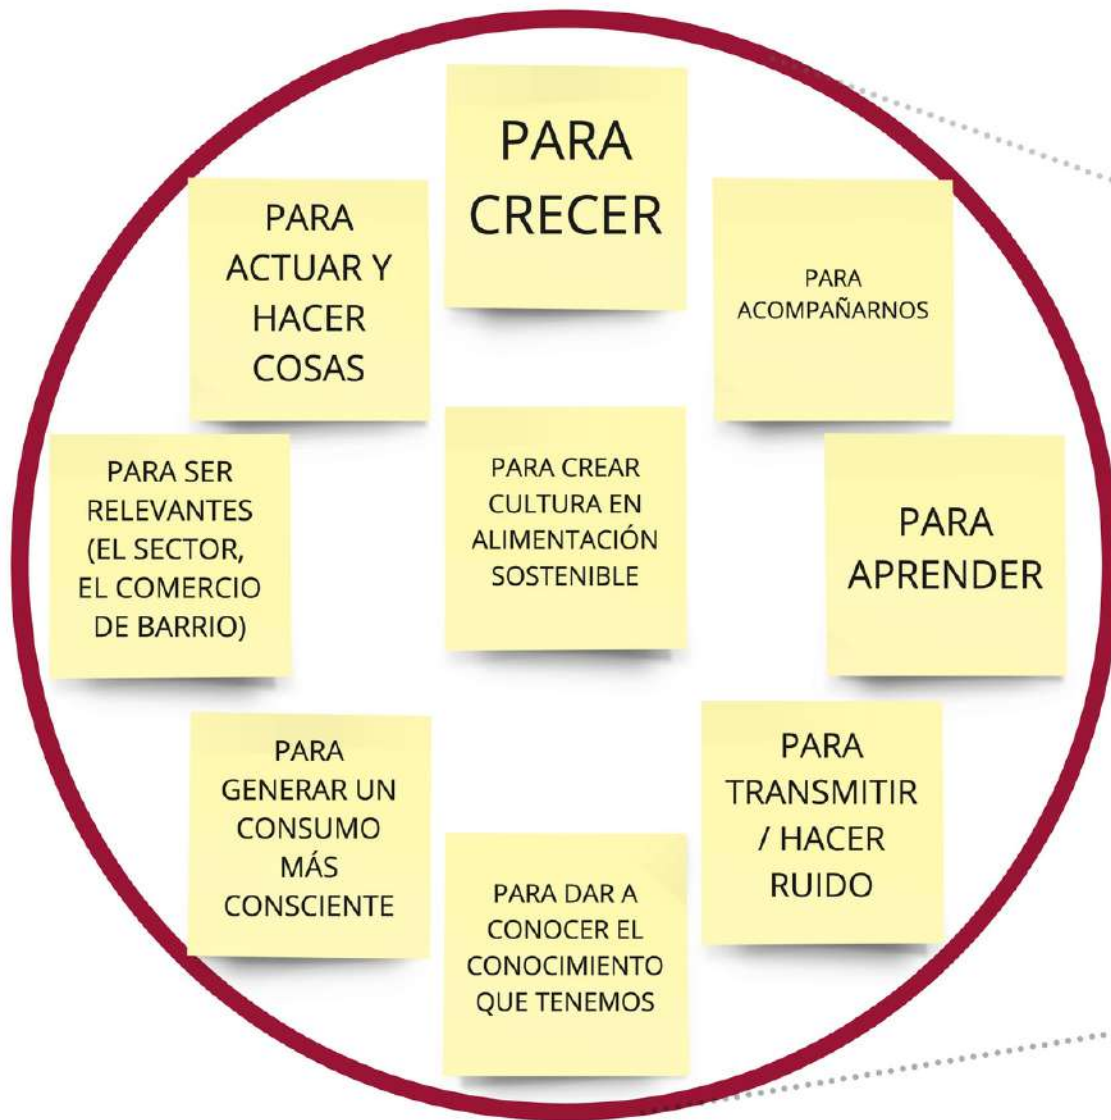 PARA
CRECER
PARA
ACTUAR Y
HACER
COSAS
PARA
ACOMPAÑARNOS
PARA SER
RELEVANTES
(EL SECTOR,
EL COMERCIO
DE BARRIO)
PARA CREAR
CULTURA EN
ALIMENTACIÓN
SOSTENIBLE
PARA
APRENDER
PARA
GENERAR UN
CONSUMO
MÁS
CONSCIENTE
PARA DAR A
CONOCER EL
CONOCIMIENTO
QUE TENEMOS
PARA
TRANSMITIR
/ HACER
RUIDO